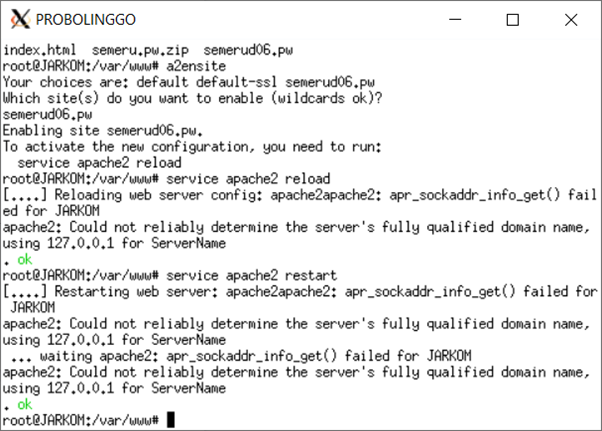 PROBOLINGGO
index.html  semeru.pw.zip  semerud06.pw
root@JARKOM:/var/www# a2ensite
Your choices are: default default-ssl semerud06.pw
Which site(s) do you want to enable (wildcards ok)?
semerud06.pw
Enabling site semerud06.pw.
To activate the new configuration, you need to run:
  service apache2 reload
root@JARKOM:/var/www# service apache2 reload
[....] Reloading web server config: apache2apache2: apr_sockaddr_info_get() fail
ed for JARKOM
apache2: Could not reliably determine the server's fully qualified domain name,
using 127.0.0.1 for ServerName
. ok
root@JARKOM:/var/www# service apache2 restart
[....] Restarting web server: apache2apache2: apr_sockaddr_info_get() failed for
 JARKOM
apache2: Could not reliably determine the server's fully qualified domain name,
using 127.0.0.1 for ServerName
 ... waiting apache2: apr_sockaddr_info_get() failed for JARKOM
apache2: Could not reliably determine the server's fully qualified domain name,
using 127.0.0.1 for ServerName
. ok
root@JARKOM:/var/www#